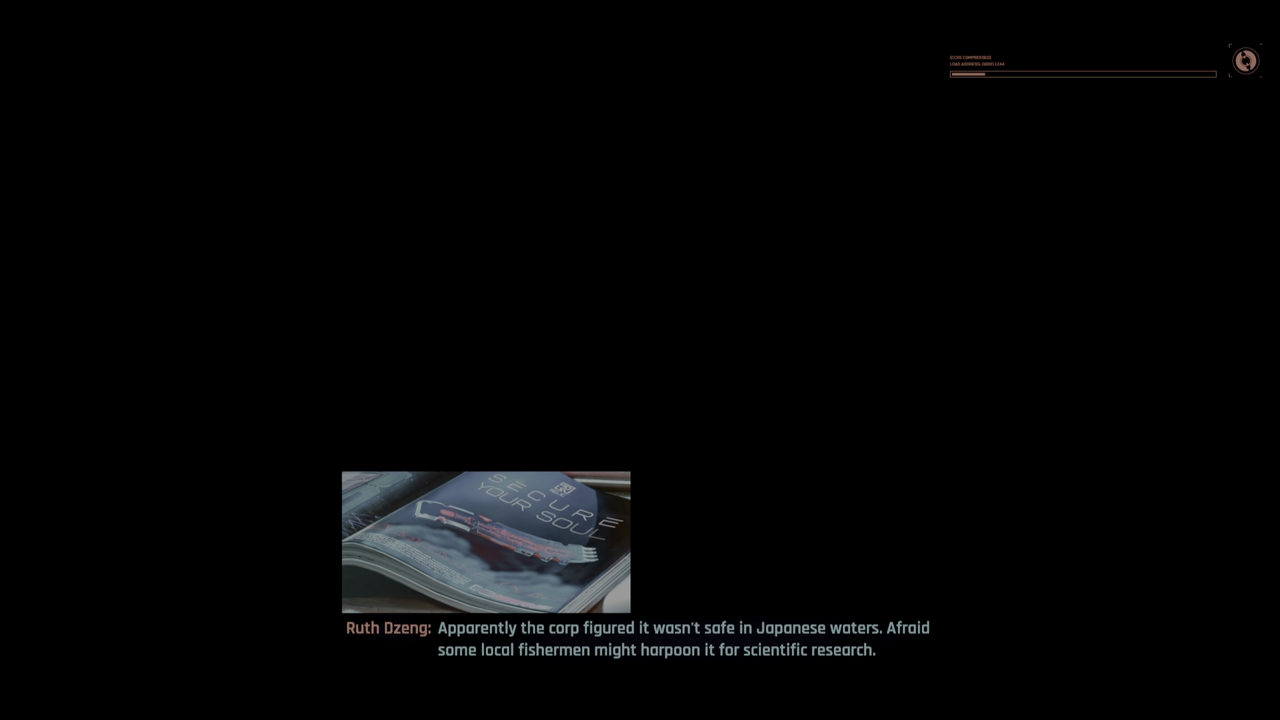 SECURE
YOUR SOUL
Ruth Dzeng: Apparently the corp figured it wasn't safe in Japanese waters. Afraid
some local fishermen might harpoon it for scientific research.